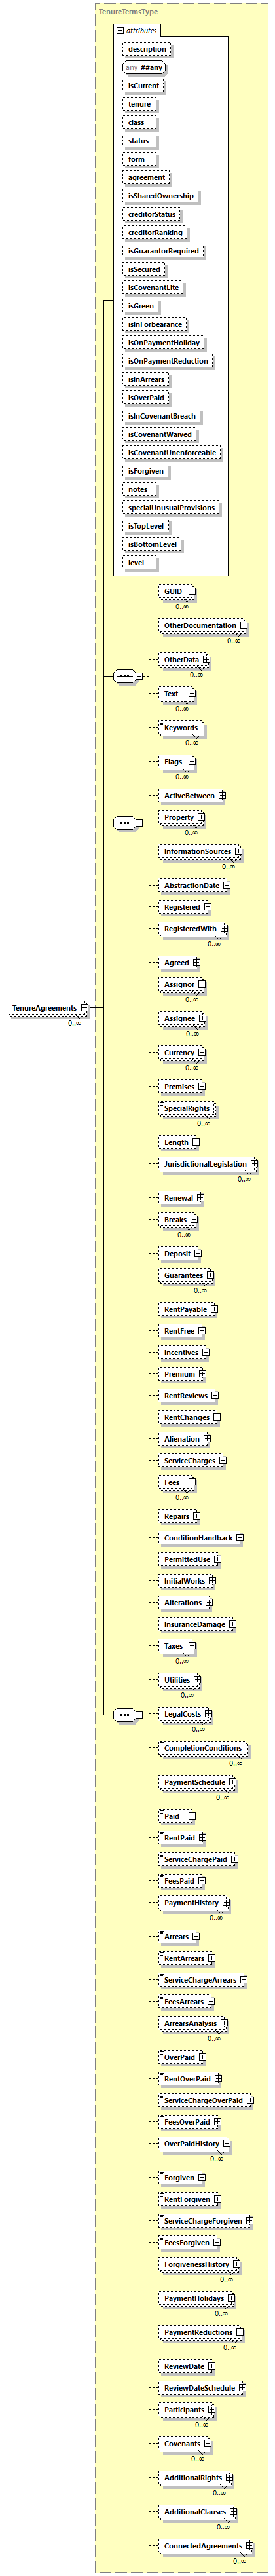 TenureTermsType
attributes
description
any ##any
isCurrent
tenure
class
status
form
agreement
isSharedOwnership
creditorStatus
creditorRanking
isGuarantorRequired
isSecured
isCovenantLite
isGreen
isInForbearance
isOnPaymentHoliday
isOnPaymentReduction
isInArrears
isOverPaid
isInCovenantBreach
isCovenantWaived
isCovenantUnenforceable
isForgiven
notes
specialUnusualProvisions
isTopLevel
isBottomLevel
level
GUID
0..∞
OtherDocumentation
0..∞
OtherData
0..∞
Text
0..∞
Keywords
0..∞
Flags
0..∞
ActiveBetween
Property
0..∞
InformationSources
0..∞
AbstractionDate
Registered
RegisteredWith
0..∞
Agreed
Assignor
0..∞
TenureAgreements
0..∞
Assignee
0..∞
Currency
0..∞
Premises
SpecialRights
0..∞
Length
JurisdictionalLegislation
0..∞
Renewal
Breaks
0..∞
Deposit
Guarantees
0..∞
RentPayable
RentFree
Incentives
Premium
RentReviews
RentChanges
Alienation
ServiceCharges
Fees
0..∞
Repairs
ConditionHandback
PermittedUse
InitialWorks
Alterations
InsuranceDamage
Taxes
0..∞
Utilities
0..∞
LegalCosts
0..∞
CompletionConditions
0..∞
PaymentSchedule
0..∞
Paid
RentPaid
ServiceChargePaid
FeesPaid
PaymentHistory
0..∞
Arrears
RentArrears
ServiceChargeArrears
FeesArrears
ArrearsAnalysis
0..∞
OverPaid
RentOverPaid
ServiceChargeOverPaid
FeesOverPaid
OverPaidHistory
0..∞
Forgiven
RentForgiven
ServiceChargeForgiven
FeesForgiven
ForgivenessHistory
0..∞
PaymentHolidays
0..∞
PaymentReductions
0..∞
ReviewDate
ReviewDateSchedule
Participants
0..∞
Covenants
0..∞
AdditionalRights
0..∞
AdditionalClauses
0..∞
ConnectedAgreements
0..∞